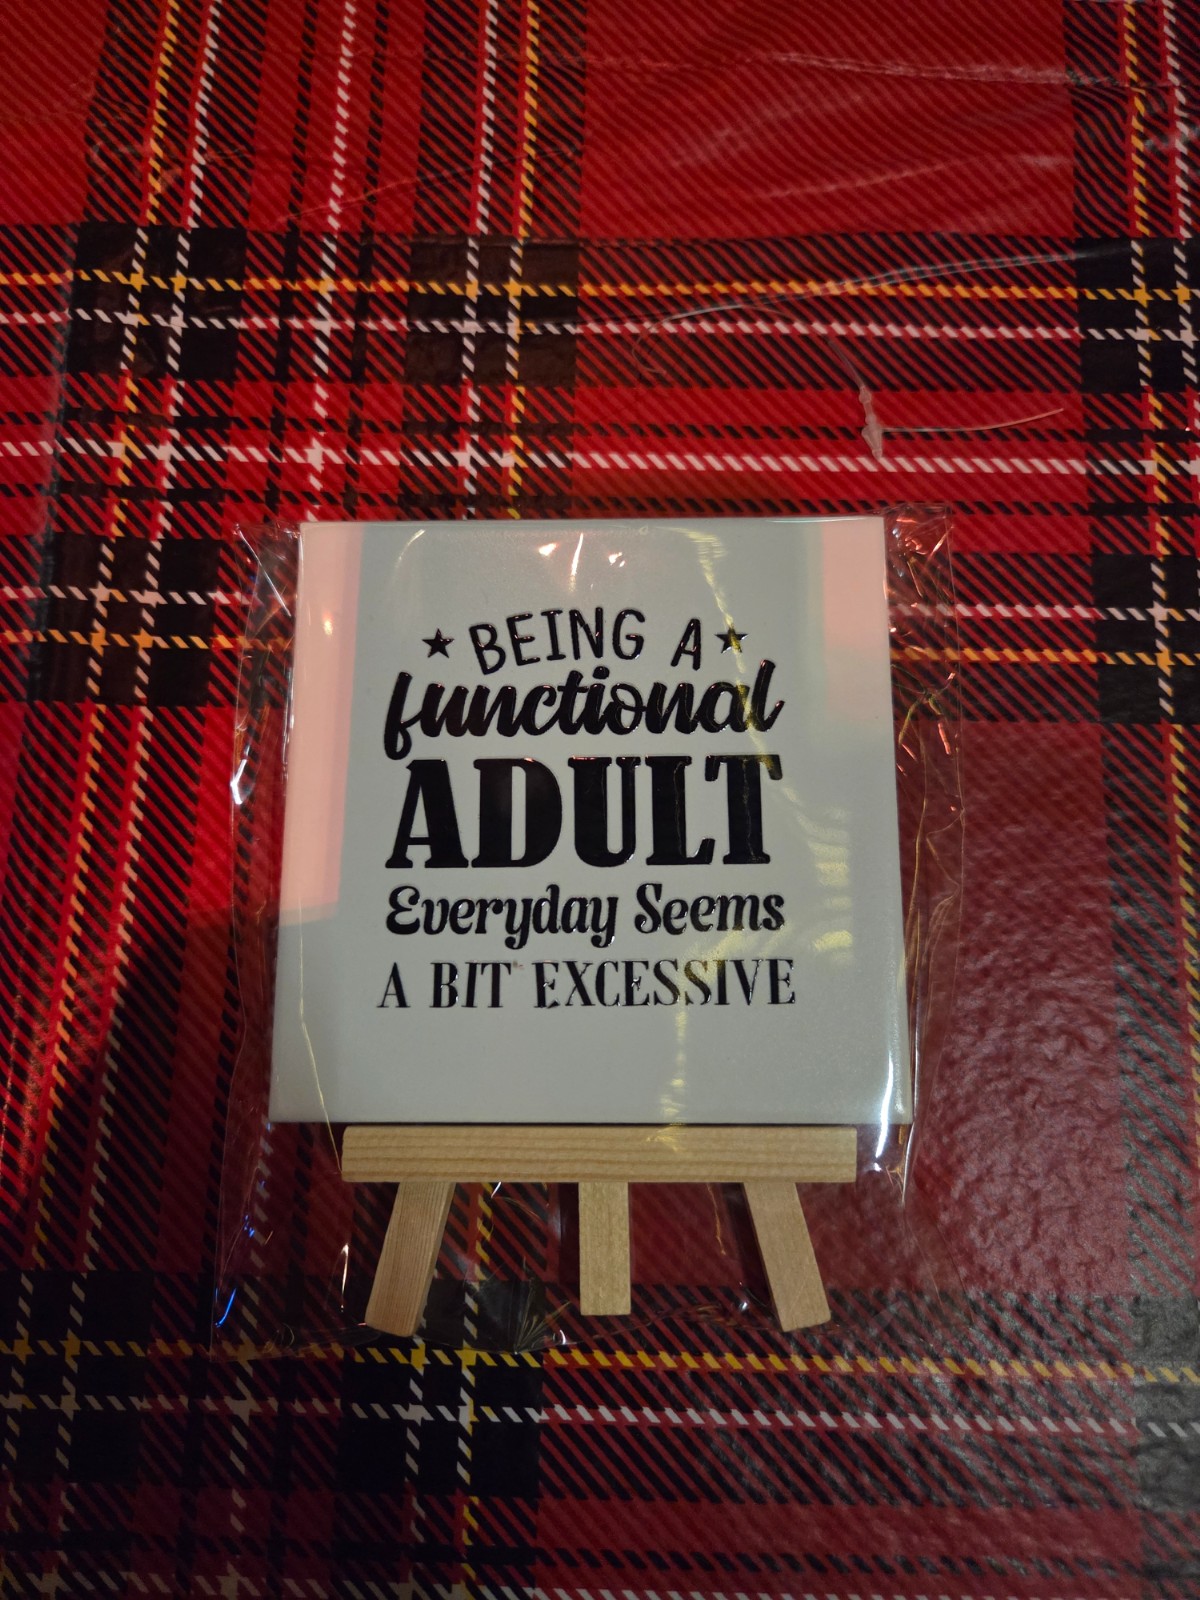 BEING A
functional
ADULT
Everyday Seems
A BIT EXCESSIVE